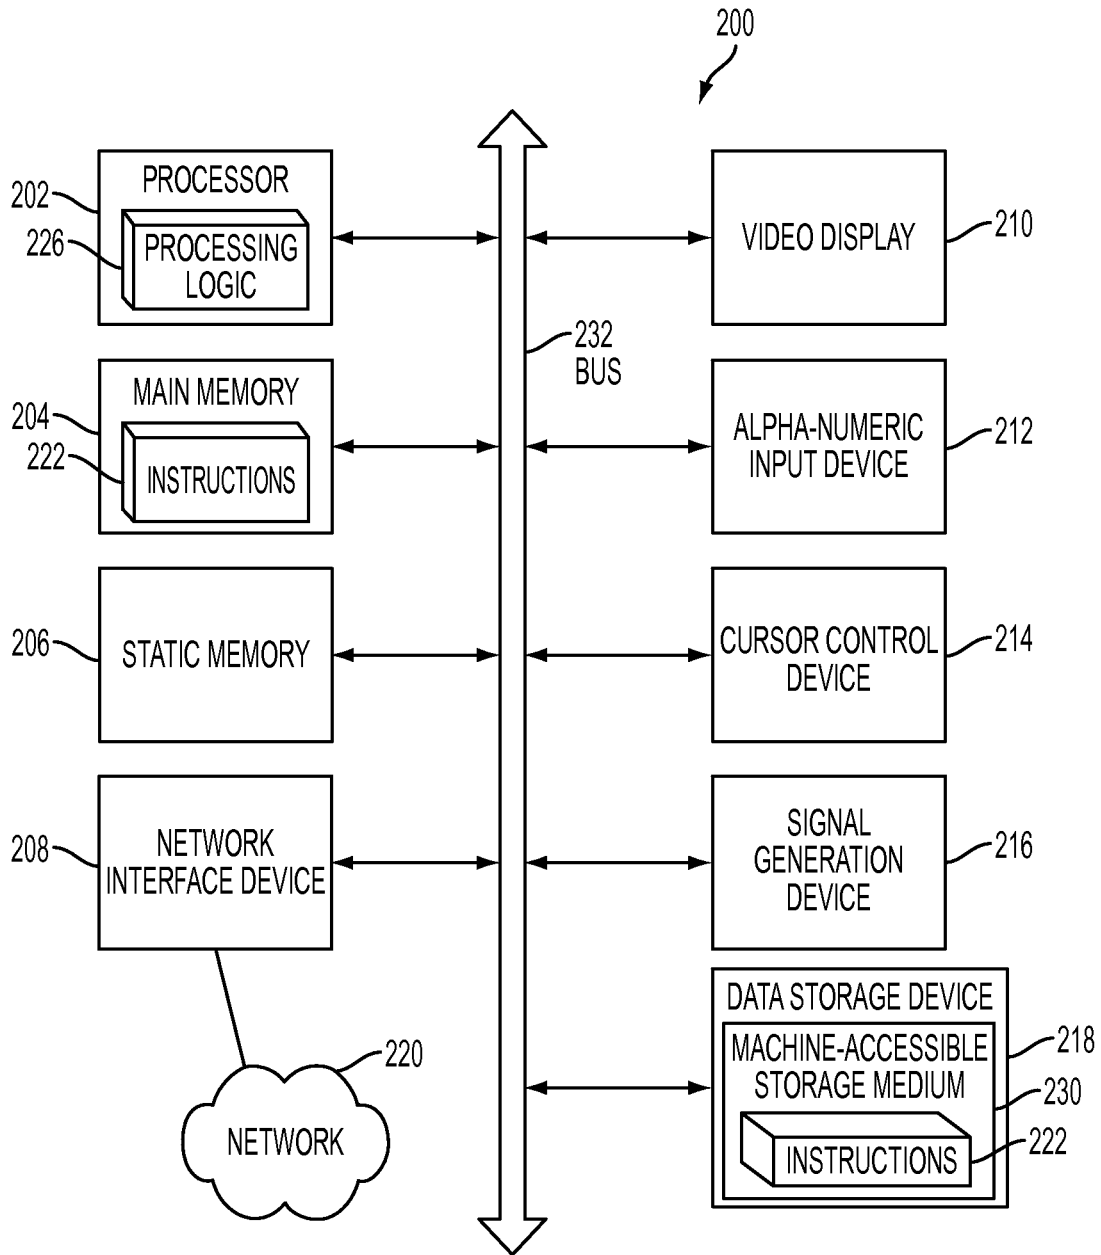 200
PROCESSOR
202
226
PROCESSING
LOGIC
VIDEO DISPLAY
210
232
BUS
MAIN MEMORY
204
222
INSTRUCTIONS
ALPHA-NUMERIC
INPUT DEVICE
212
206
STATIC MEMORY
CURSOR CONTROL
DEVICE
214
208
NETWORK
INTERFACE DEVICE
SIGNAL
GENERATION
DEVICE
216
220
NETWORK
DATA STORAGE DEVICE
MACHINE-ACCESSIBLE
STORAGE MEDIUM
218
230
INSTRUCTIONS
222